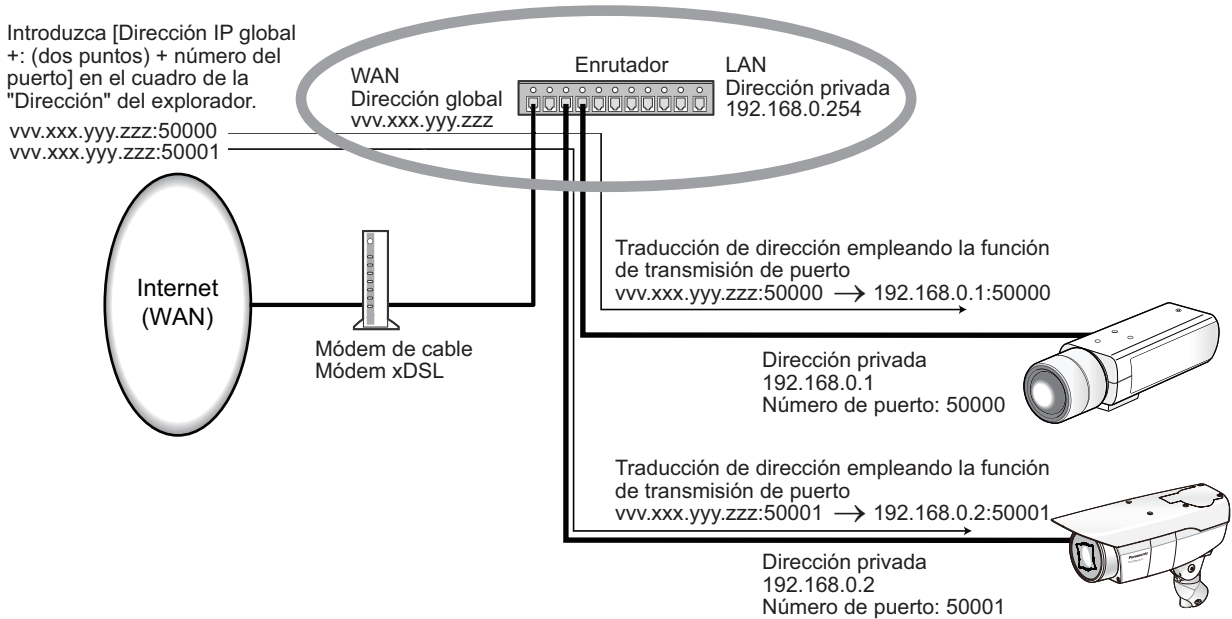 Introduzca [Dirección IP global
+: (dos puntos) + número del
puerto] en el cuadro de la
"Dirección" del explorador.
vvv.xxx.yyy.zzz:50000
vvv.xxx.yyy.zzz:50001
WAN
Dirección global
vvv.xxx.yyy.zzz
Enrutador
LAN
Dirección privada
192.168.0.254
Internet
(WAN)
Módem de cable
Módem xDSL
Traducción de dirección empleando la función
de transmisión de puerto
vvv.xxx.yyy.zzz:50000 → 192.168.0.1:50000
Dirección privada
192.168.0.1
Número de puerto: 50000
Traducción de dirección empleando la función
de transmisión de puerto
vvv.xxx.yyy.zzz:50001 → 192.168.0.2:50001
Dirección privada
192.168.0.2
Número de puerto: 50001
Panasonic